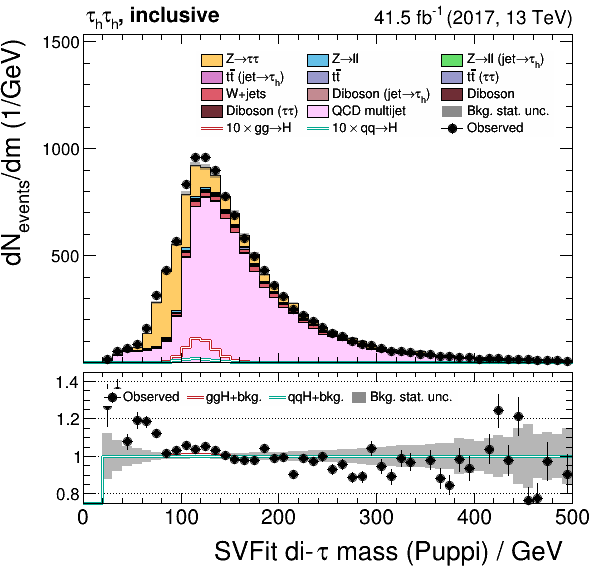 τhτh, inclusive 41.5 fb⁻¹ (2017, 13 TeV)
dNevents/dm (1/GeV)
1500
1000
500
Z→ττ Z→ll Z→ll (jet→τh)
tt̄ (jet→τh) tt̄ tt̄ (ττ)
W+jets Diboson (jet→τh) Diboson
Diboson (ττ) QCD multijet Bkg. stat. unc.
10 × gg→H 10 × qq→H Observed
1.4
1.2
1
0.8
Observed ggH+bkg. qqH+bkg. Bkg. stat. unc.
0 100 200 300 400 500
SVFit di-τ mass (Puppi) / GeV